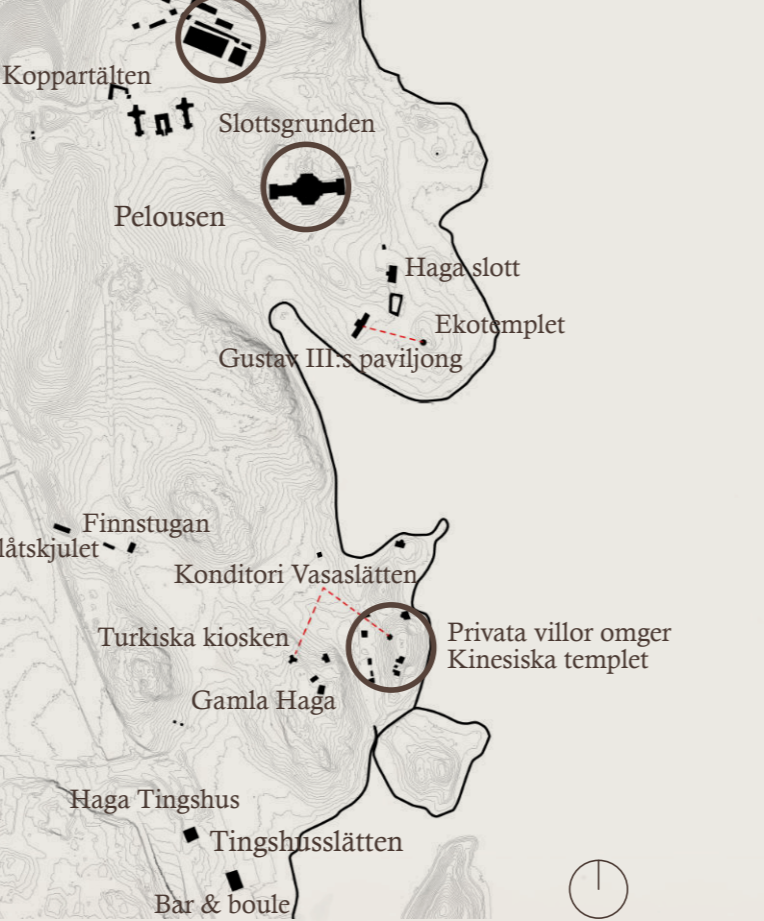 Koppartälten
Slottsgrunden
Pelousen
Haga slott
Ekotemplet
Gustav III:s paviljong
Finnstugan
låtskjulet
Konditori Vasaslätten
Turkiska kiosken
Privata villor omger
Kinesiska templet
Gamla Haga
Haga Tingshus
Tingshusslätten
Bar & boule